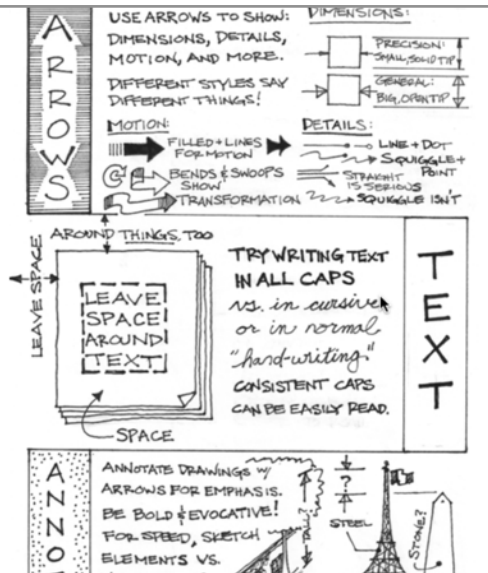 ARROWS
USE ARROWS TO SHOW:
DIMENSIONS, DETAILS,
MOTION, AND MORE.
DIFFERENT STYLES SAY
DIFFERENT THINGS!
DIMENSIONS:
PRECISION:
SMALL, SOLID TIP
GENERAL:
BIG, OPEN TIP
MOTION:
FILLED + LINES
FOR MOTION
BENDS & SWOOPS
SHOW
TRANSFORMATION
DETAILS:
LINE + DOT
SQUIGGLE +
POINT
STRAIGHT
IS SERIOUS
SQUIGGLE ISN'T
AROUND THINGS, TOO
LEAVE SPACE
LEAVE
SPACE
AROUND
TEXT
SPACE
TRY WRITING TEXT
IN ALL CAPS
vs. in cursive
or in normal
"hand-writing."
CONSISTENT CAPS
CAN BE EASILY READ.
TEXT
ANNO
ANNOTATE DRAWINGS W/
ARROWS FOR EMPHASIS.
BE BOLD & EVOCATIVE!
FOR SPEED, SKETCH
ELEMENTS VS.
TALL?
?
STEEL
STONE?